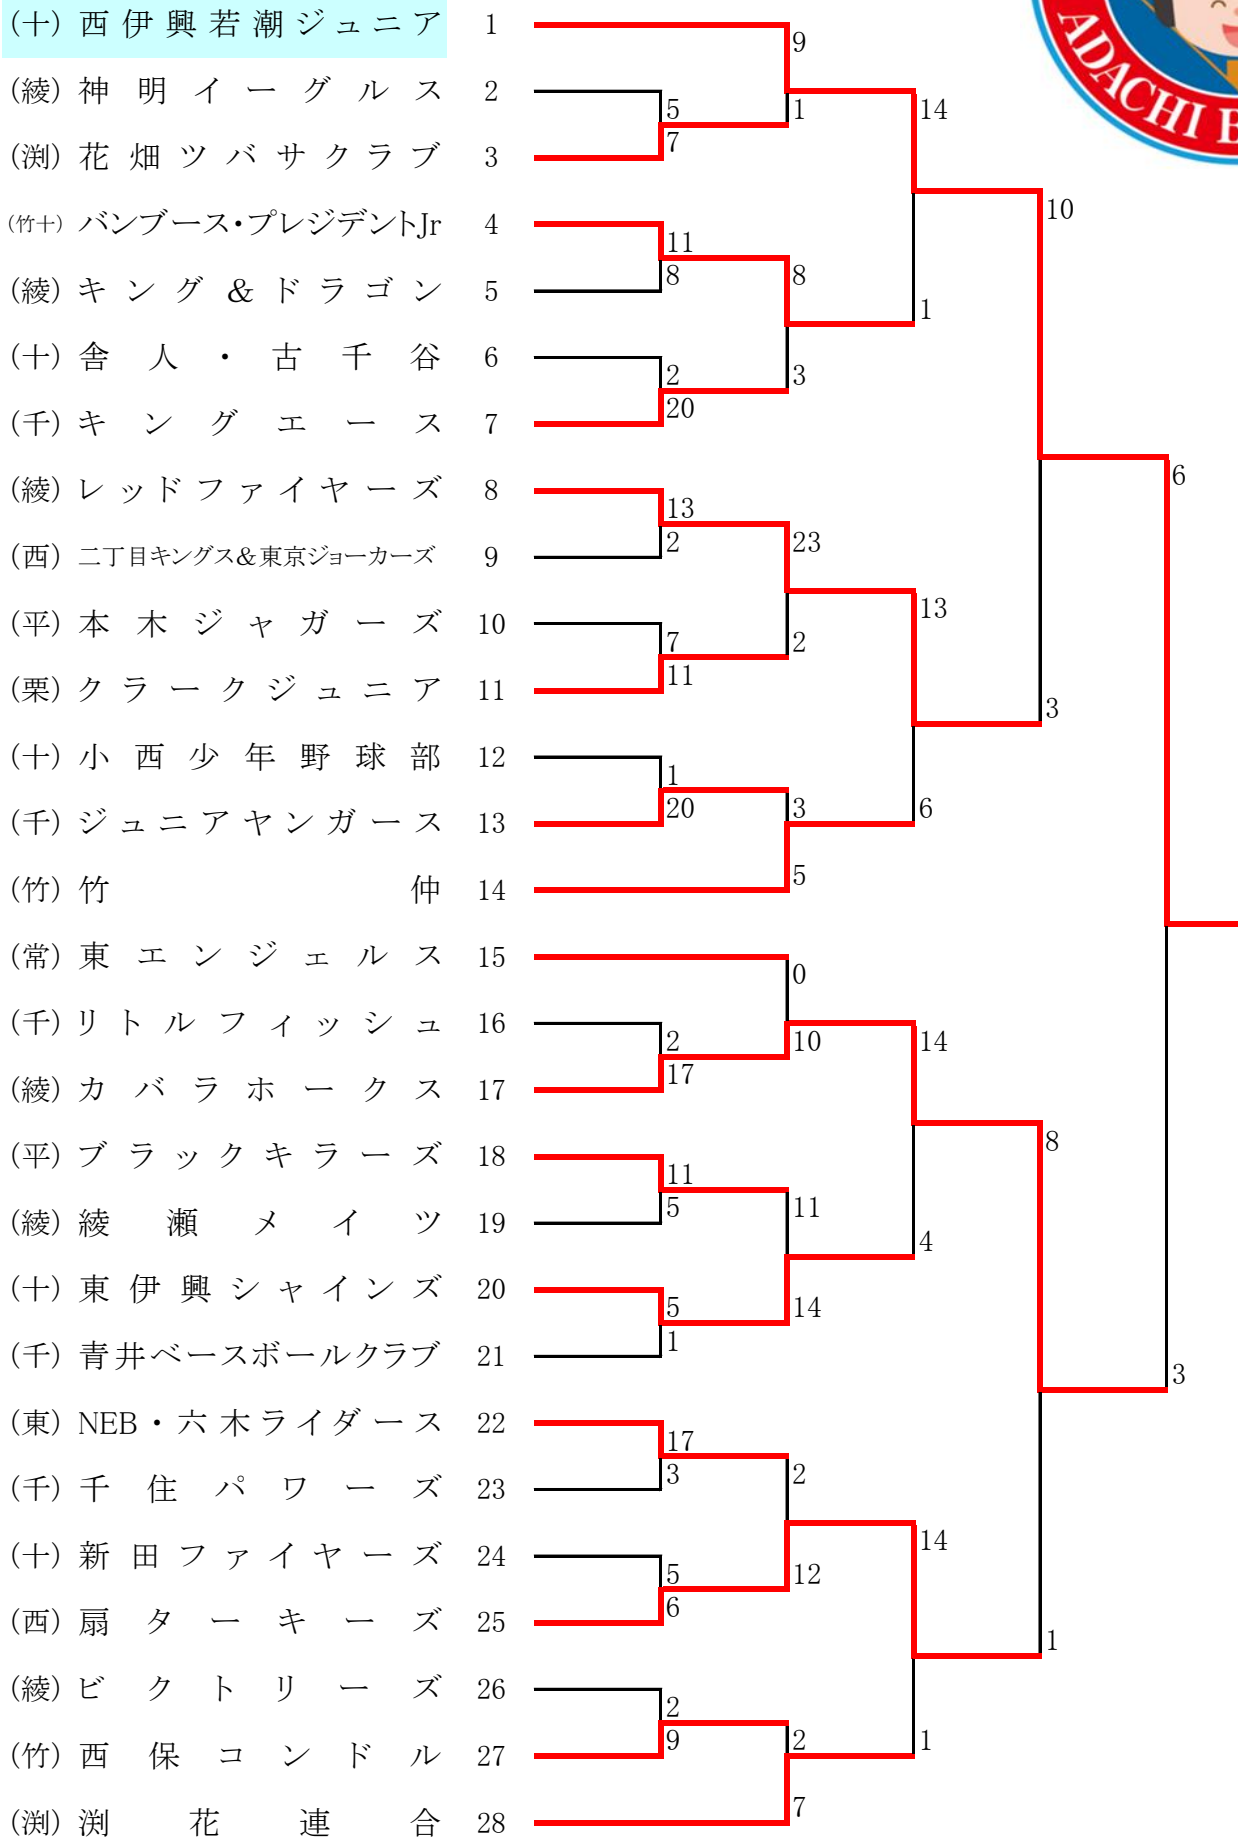 (十) 西伊興若潮ジュニア 1
(綾) 神明イーグルス 2
(渕) 花畑ツバサクラブ 3
(竹十) バンブース・プレジデントJr 4
(綾) キング&ドラゴン 5
(十) 舎人・古千谷 6
(千) キングエース 7
(綾) レッドファイヤーズ 8
(西) 二丁目キングス&東京ジョーカーズ 9
(平) 本木ジャガーズ 10
(栗) クラークジュニア 11
(十) 小西少年野球部 12
(千) ジュニアヤンガース 13
(竹) 竹仲 14
(常) 東エンジェルス 15
(千) リトルフィッシュ 16
(綾) カバラホークス 17
(平) ブラックキラーズ 18
(綾) 綾瀬メイツ 19
(十) 東伊興シャインズ 20
(千) 青井ベースボールクラブ 21
(東) NEB・六木ライダース 22
(千) 千住パワーズ 23
(十) 新田ファイヤーズ 24
(西) 扇ターキーズ 25
(綾) ビクトリーズ 26
(竹) 西保コンドル 27
(渕) 渕花連合 28
5
7
11
8
2
20
13
2
7
11
1
20
2
17
11
5
5
1
17
3
5
6
2
9
9
1
8
3
23
2
3
5
0
10
11
14
2
12
2
7
14
1
13
6
14
4
14
1
10
3
8
1
6
3
ADACHI B